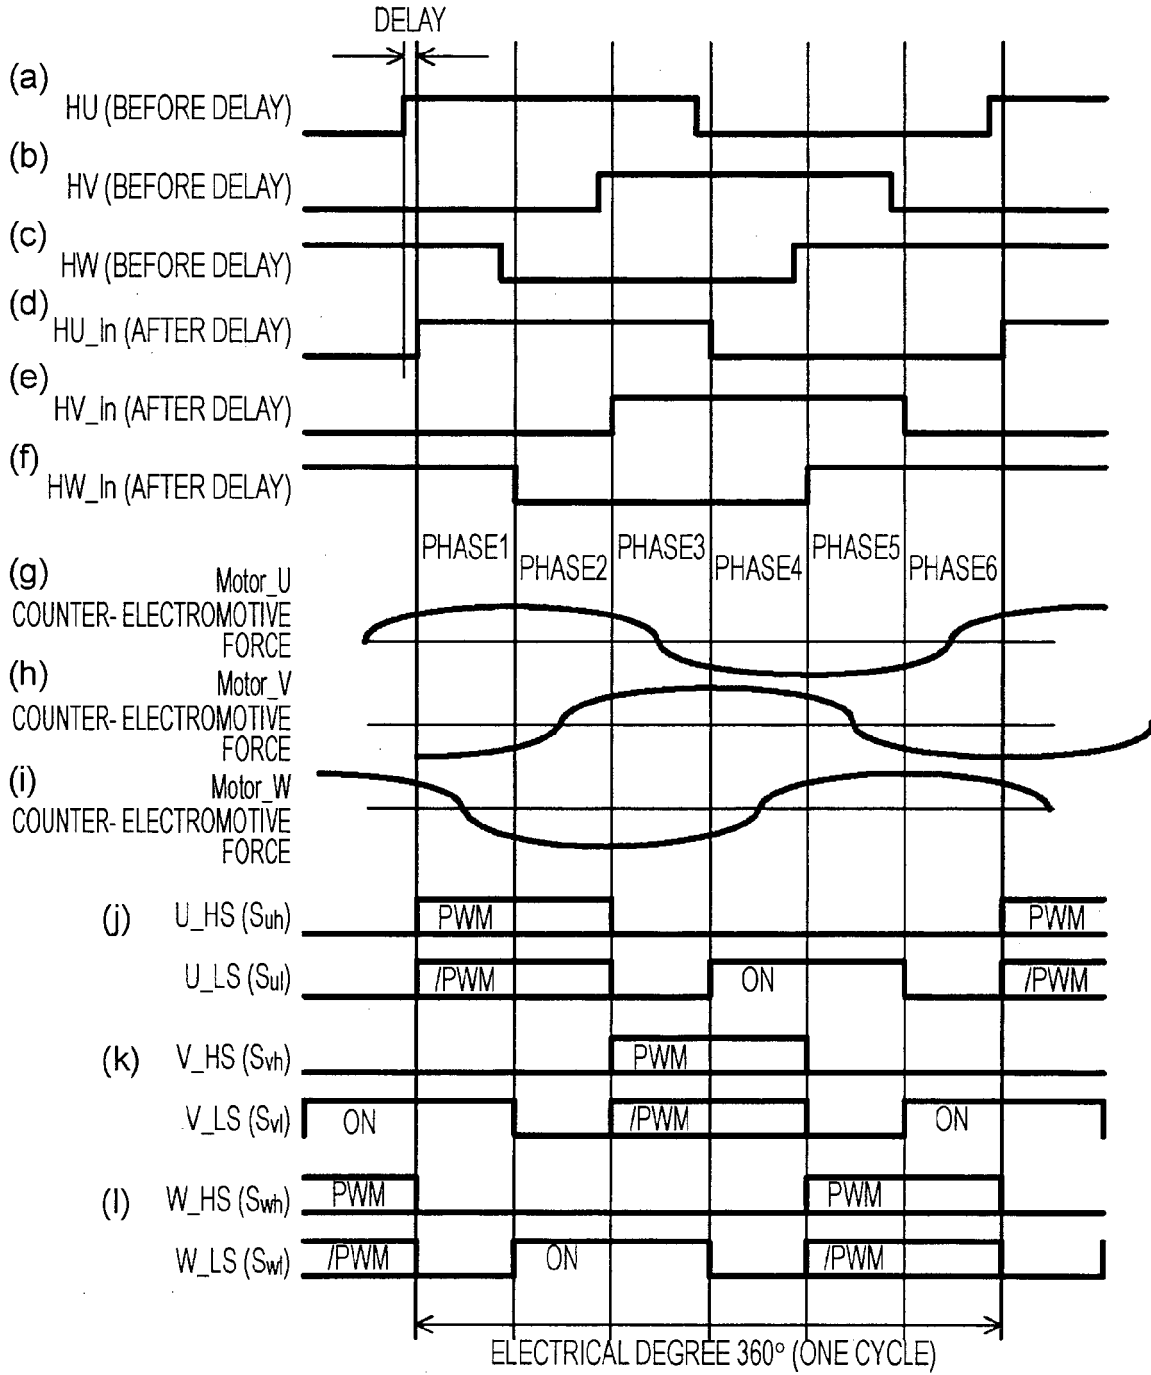 DELAY
(a)
HU (BEFORE DELAY)
(b)
HV (BEFORE DELAY)
(c)
HW (BEFORE DELAY)
(d)
HU_In (AFTER DELAY)
(e)
HV_In (AFTER DELAY)
(f)
HW_In (AFTER DELAY)
PHASE1
PHASE2
PHASE3
PHASE4
PHASE5
PHASE6
(g)
Motor_U
COUNTER- ELECTROMOTIVE
FORCE
(h)
Motor_V
COUNTER- ELECTROMOTIVE
FORCE
(i)
Motor_W
COUNTER- ELECTROMOTIVE
FORCE
(j) U_HS (Suh) PWM PWM
U_LS (Sul) /PWM ON /PWM
(k) V_HS (Svh) PWM
V_LS (Svl) ON /PWM ON
(l) W_HS (Swh) PWM PWM
W_LS (Swl) /PWM ON /PWM
ELECTRICAL DEGREE 360° (ONE CYCLE)